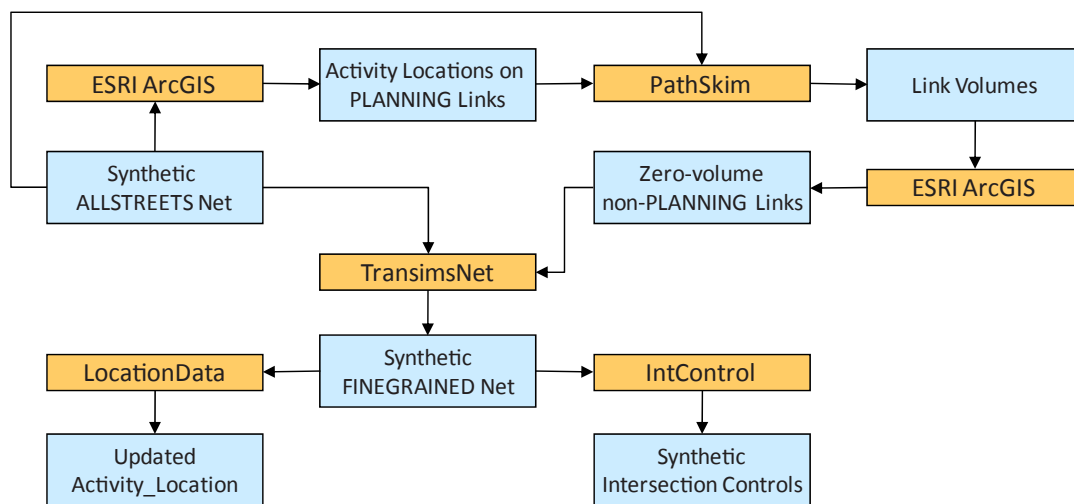 ESRI ArcGIS
Activity Locations on
PLANNING Links
PathSkim
Link Volumes
Synthetic
ALLSTREETS Net
Zero-volume
non-PLANNING Links
ESRI ArcGIS
TransimsNet
LocationData
Synthetic
FINEGRAINED Net
IntControl
Updated
Activity_Location
Synthetic
Intersection Controls